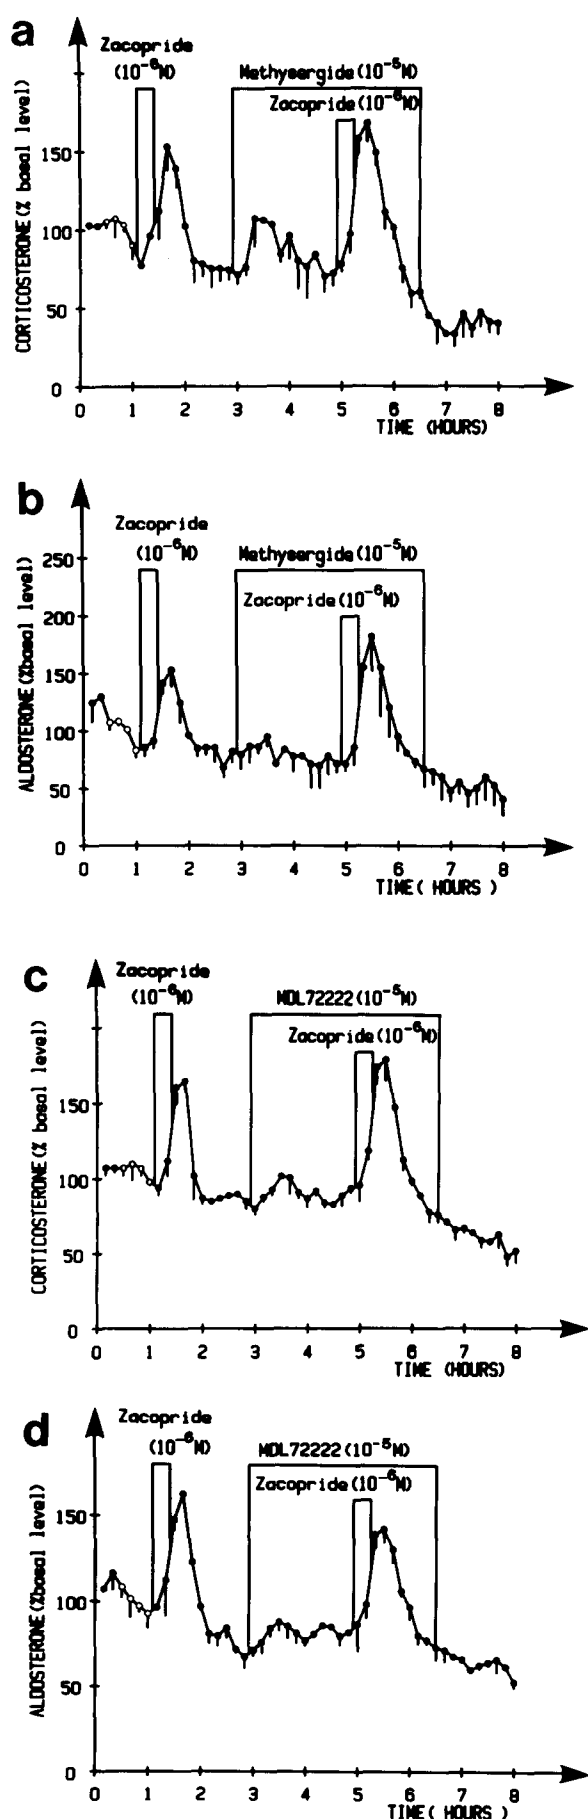 a
Zacopride
(10⁻⁶M)
Methysergide(10⁻⁵M)
Zacopride(10⁻⁶M)
CORTICOSTERONE(% basal level)
150
100
50
0
0 1 2 3 4 5 6 7 8
TIME (HOURS)
b
Zacopride
(10⁻⁶M)
Methysergide(10⁻⁵M)
Zacopride(10⁻⁶M)
ALDOSTERONE(%basal level)
250
200
150
100
50
0
0 1 2 3 4 5 6 7 8
TIME( HOURS )
c
Zacopride
(10⁻⁶M)
MDL72222(10⁻⁵M)
Zacopride(10⁻⁶M)
CORTICOSTERONE(% basal level)
150
100
50
0
0 1 2 3 4 5 6 7 8
TIME (HOURS)
d
Zacopride
(10⁻⁶M)
MDL72222(10⁻⁵M)
Zacopride(10⁻⁶M)
ALDOSTERONE(%basal level)
150
100
50
0
0 1 2 3 4 5 6 7 8
TIME( HOURS )